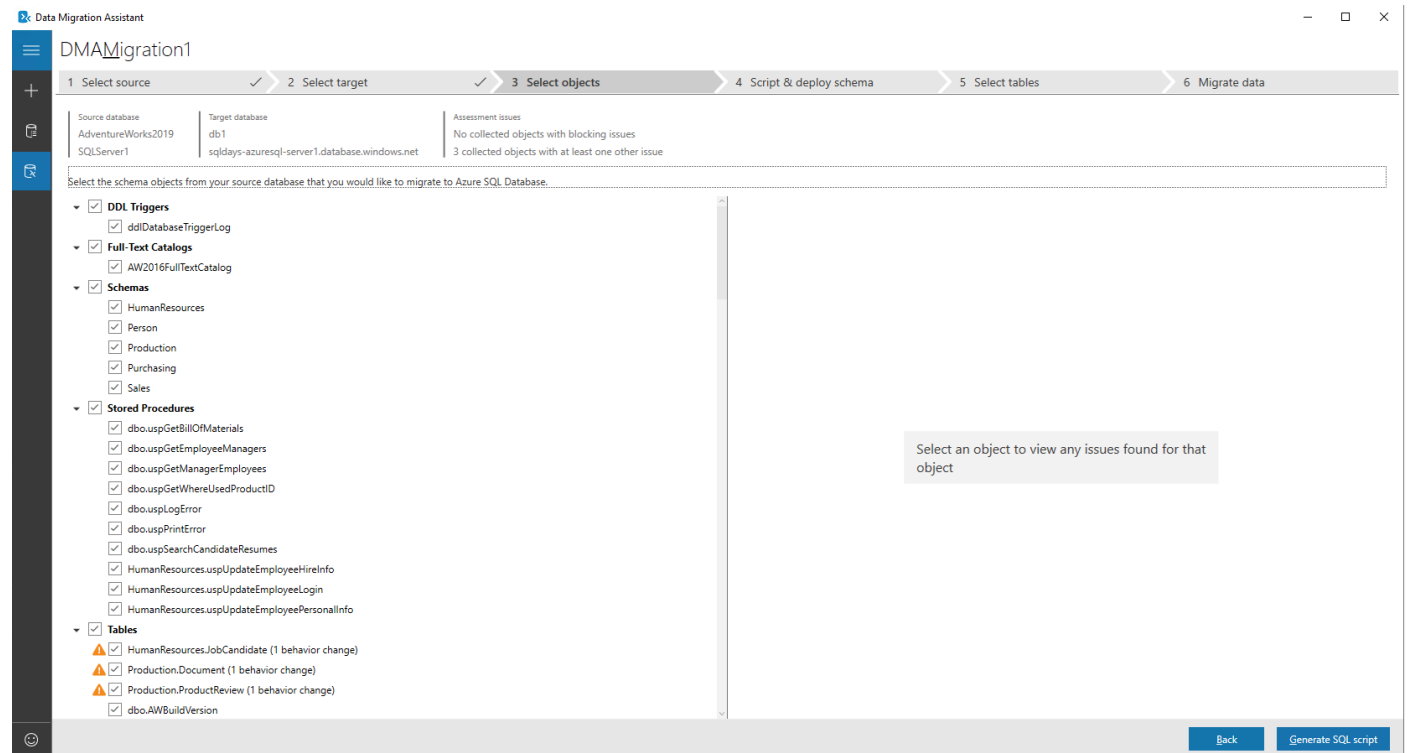 Data Migration Assistant
DMAMigration1
1 Select source
2 Select target
3 Select objects
4 Script & deploy schema
5 Select tables
6 Migrate data
Source database
AdventureWorks2019
SQLServer1
Target database
db1
sqldays-azuresql-server1.database.windows.net
Assessment issues
No collected objects with blocking issues
3 collected objects with at least one other issue
Select the schema objects from your source database that you would like to migrate to Azure SQL Database.
DDL Triggers
ddlDatabaseTriggerLog
Full-Text Catalogs
AW2016FullTextCatalog
Schemas
HumanResources
Person
Production
Purchasing
Sales
Stored Procedures
dbo.uspGetBillOfMaterials
dbo.uspGetEmployeeManagers
dbo.uspGetManagerEmployees
dbo.uspGetWhereUsedProductID
dbo.uspLogError
dbo.uspPrintError
dbo.uspSearchCandidateResumes
HumanResources.uspUpdateEmployeeHireInfo
HumanResources.uspUpdateEmployeeLogin
HumanResources.uspUpdateEmployeePersonalInfo
Tables
HumanResources.JobCandidate (1 behavior change)
Production.Document (1 behavior change)
Production.ProductReview (1 behavior change)
dbo.AWBuildVersion
Select an object to view any issues found for that
object
Back
Generate SQL script